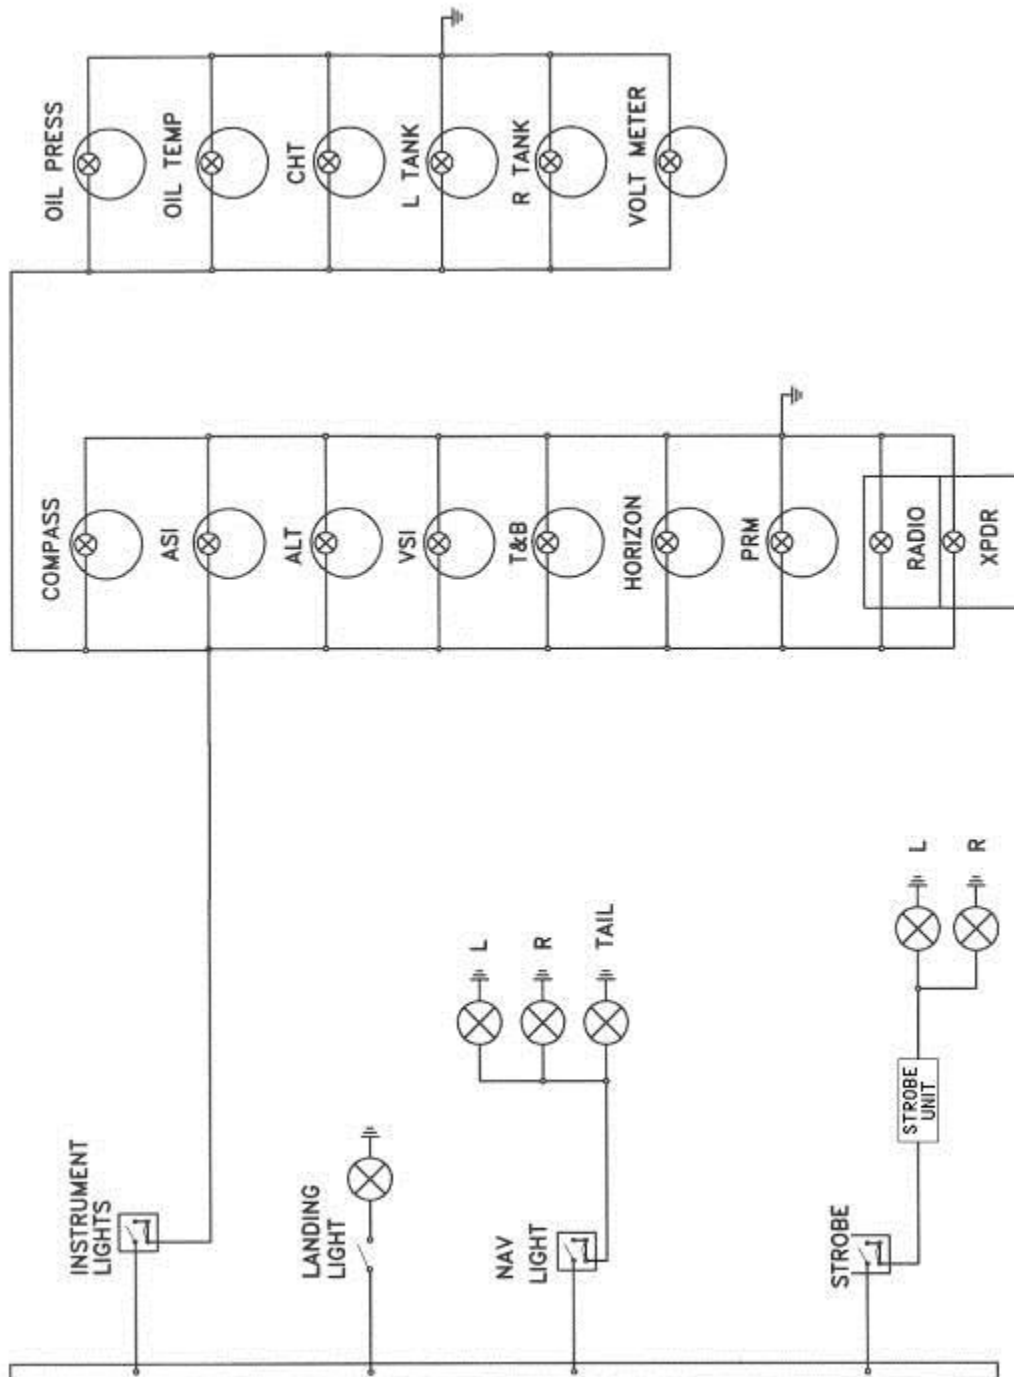 OIL PRESS
OIL TEMP
CHT
L TANK
R TANK
VOLT METER
COMPASS
ASI
ALT
VSI
T&B
HORIZON
PRM
RADIO
XPDR
INSTRUMENT
LIGHTS
LANDING
LIGHT
NAV
LIGHT
L
R
TAIL
STROBE
STROBE
UNIT
L
R